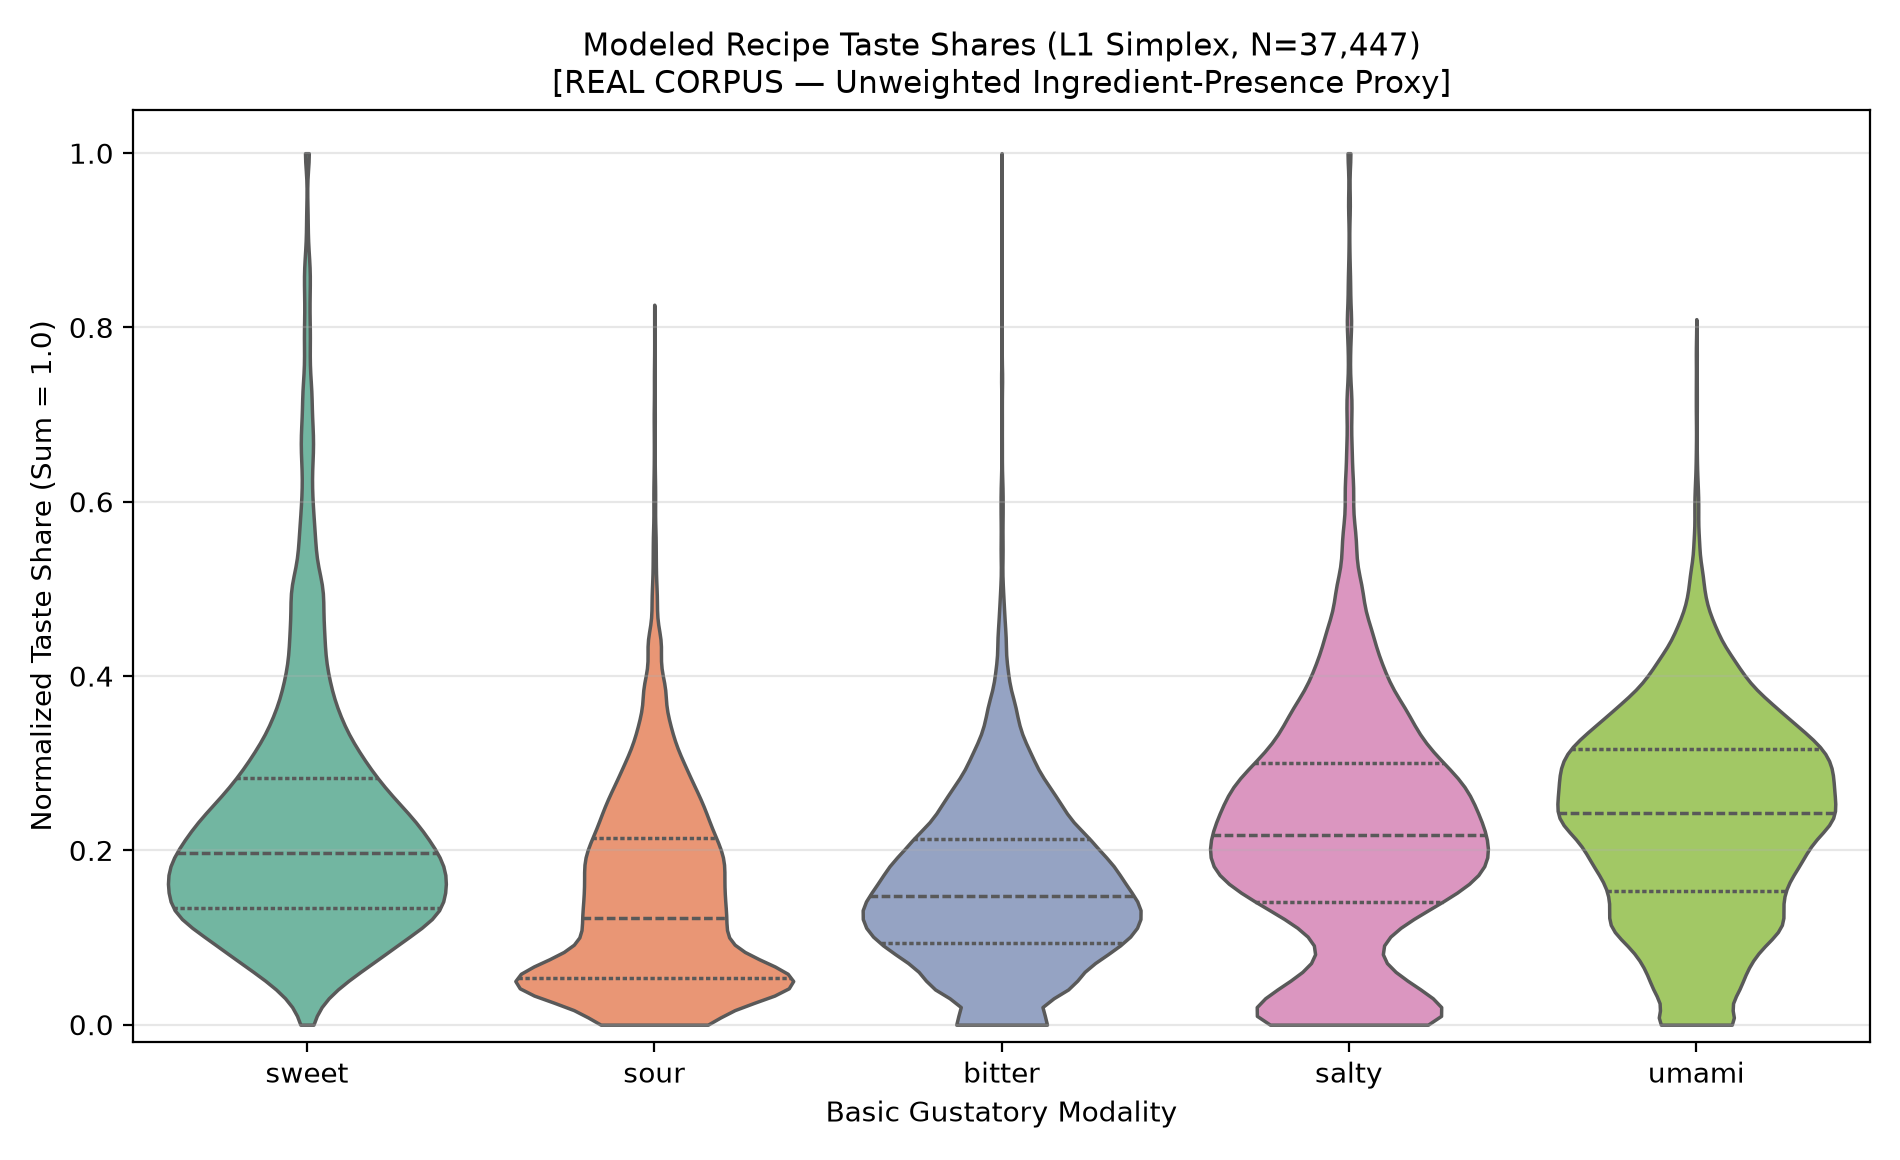 Modeled Recipe Taste Shares (L1 Simplex, N=37,447)
[REAL CORPUS — Unweighted Ingredient-Presence Proxy]
Normalized Taste Share (Sum = 1.0)
1.0
0.8
0.6
0.4
0.2
0.0
sweet
sour
bitter
salty
umami
Basic Gustatory Modality